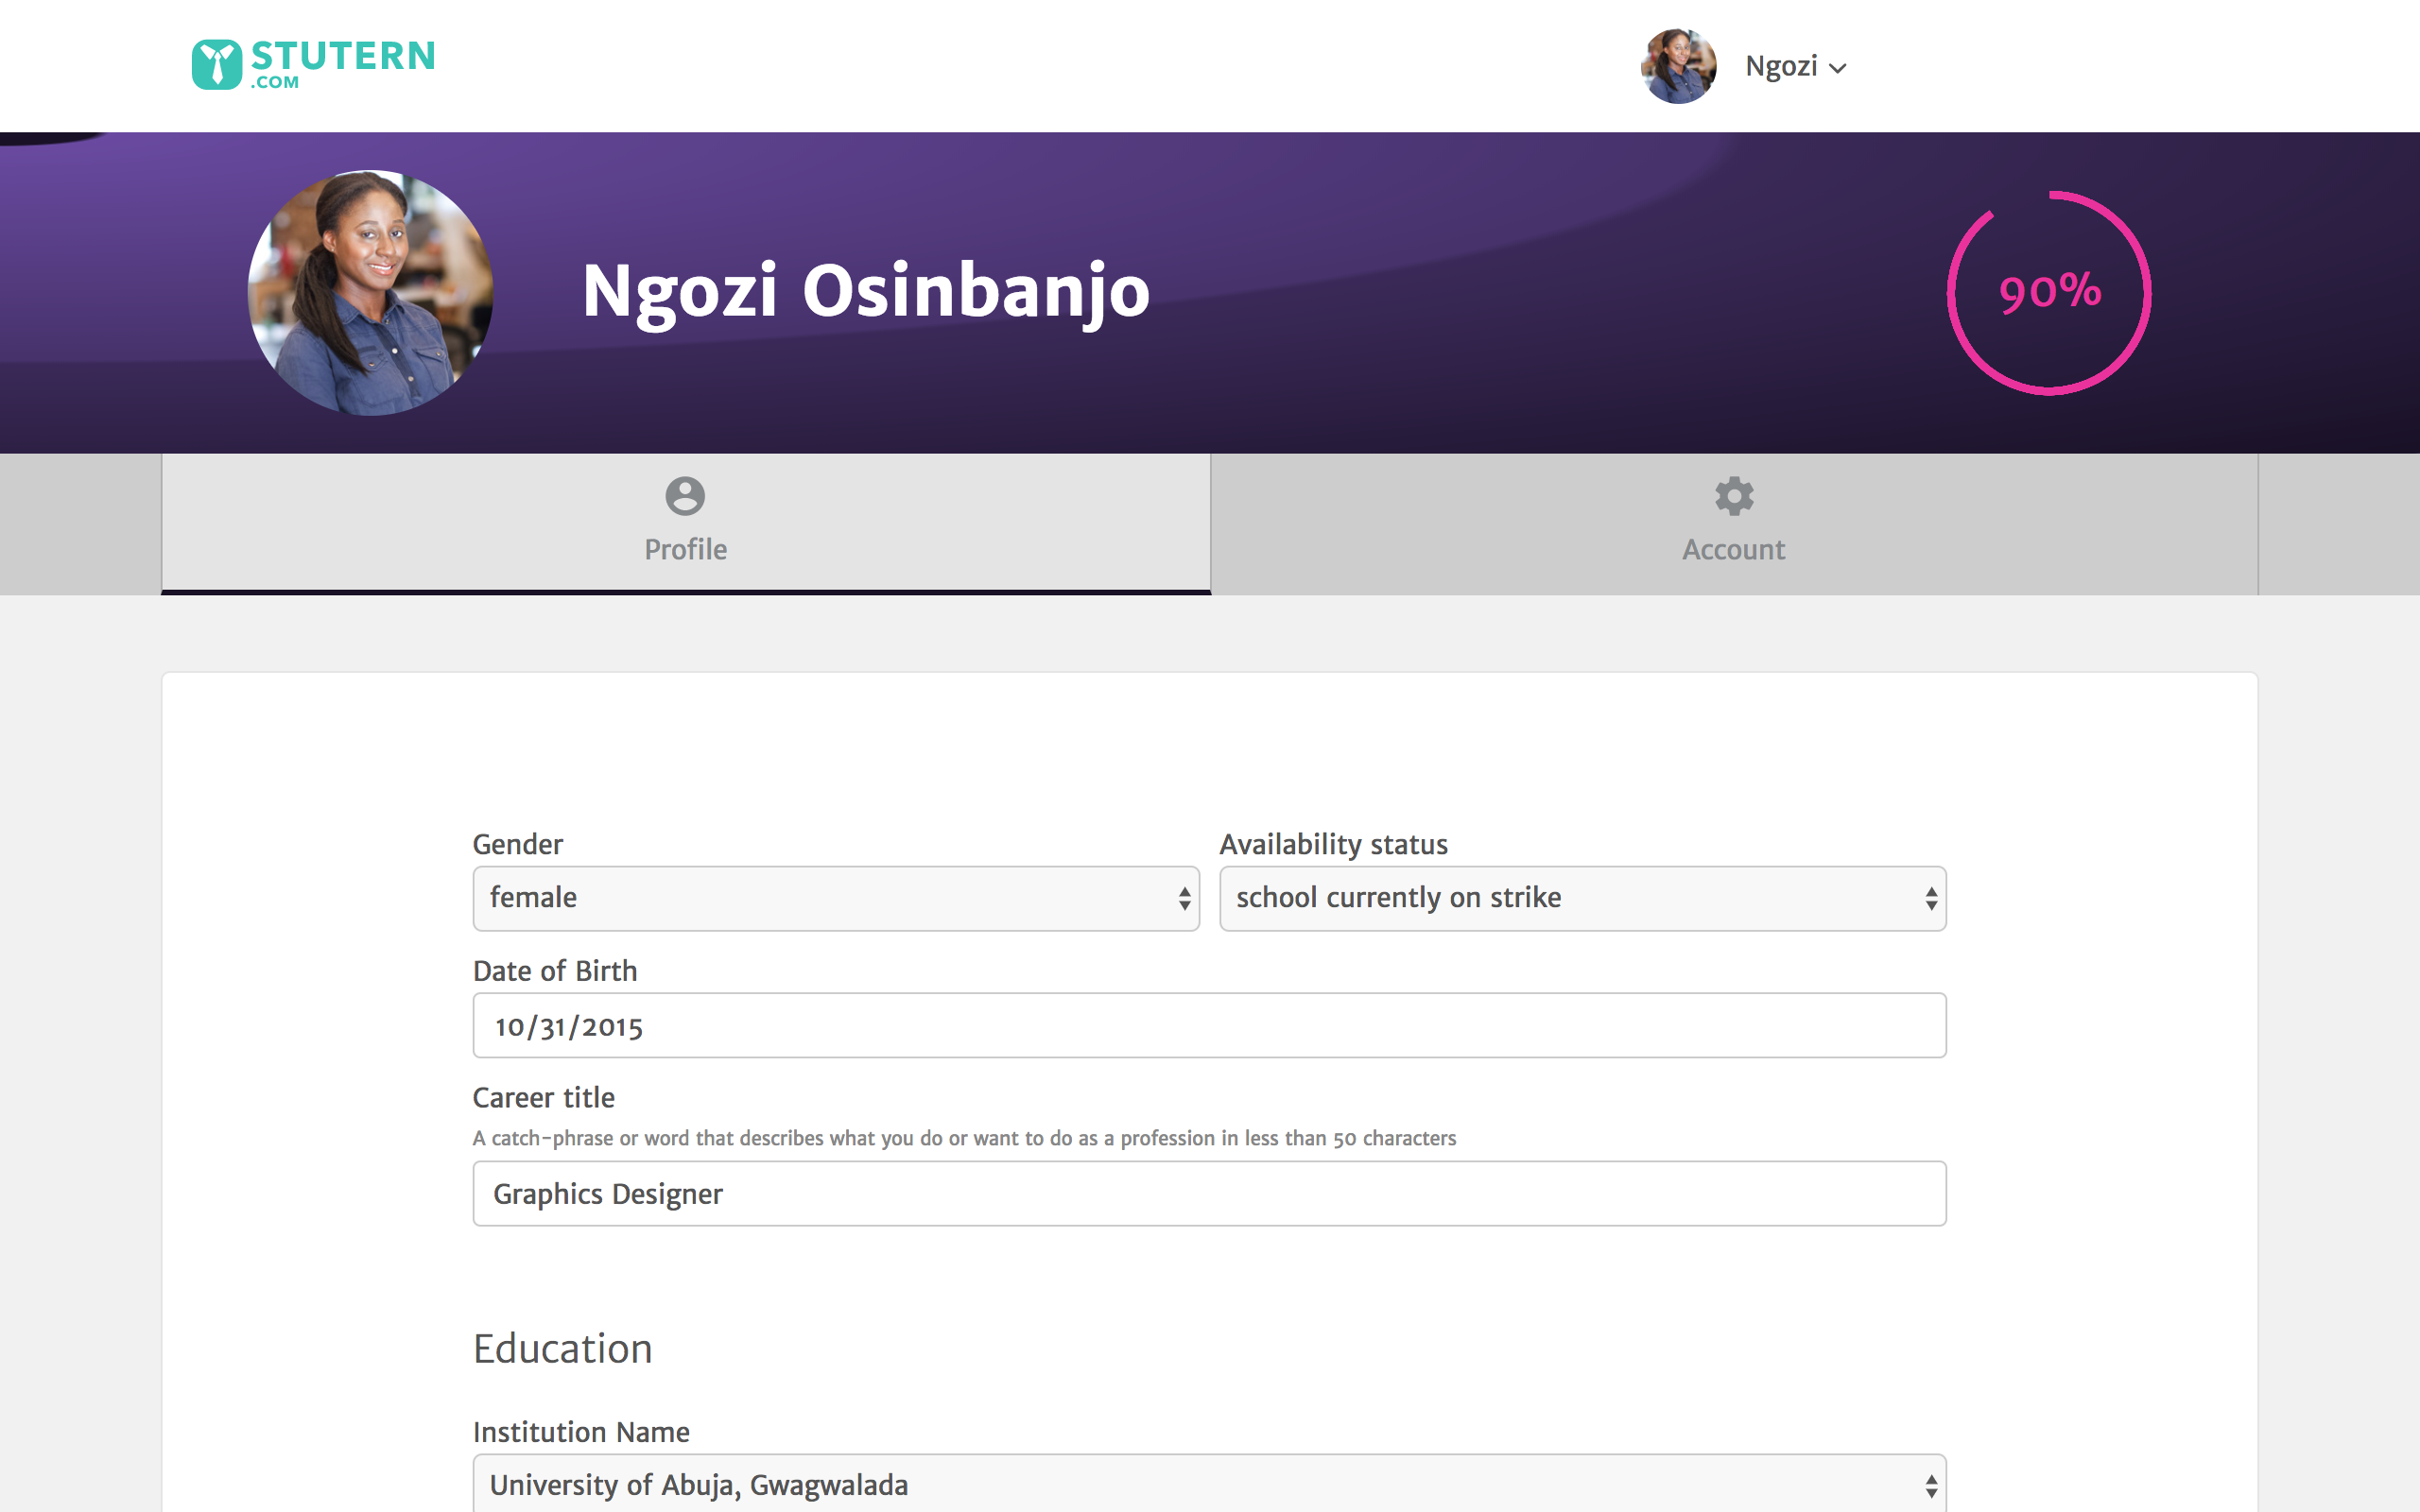 STUTERN
.COM
Ngozi
Ngozi Osinbanjo
90%
Profile
Account
Gender
Availability status
female
school currently on strike
Date of Birth
10/31/2015
Career title
A catch-phrase or word that describes what you do or want to do as a profession in less than 50 characters
Graphics Designer
Education
Institution Name
University of Abuja, Gwagwalada